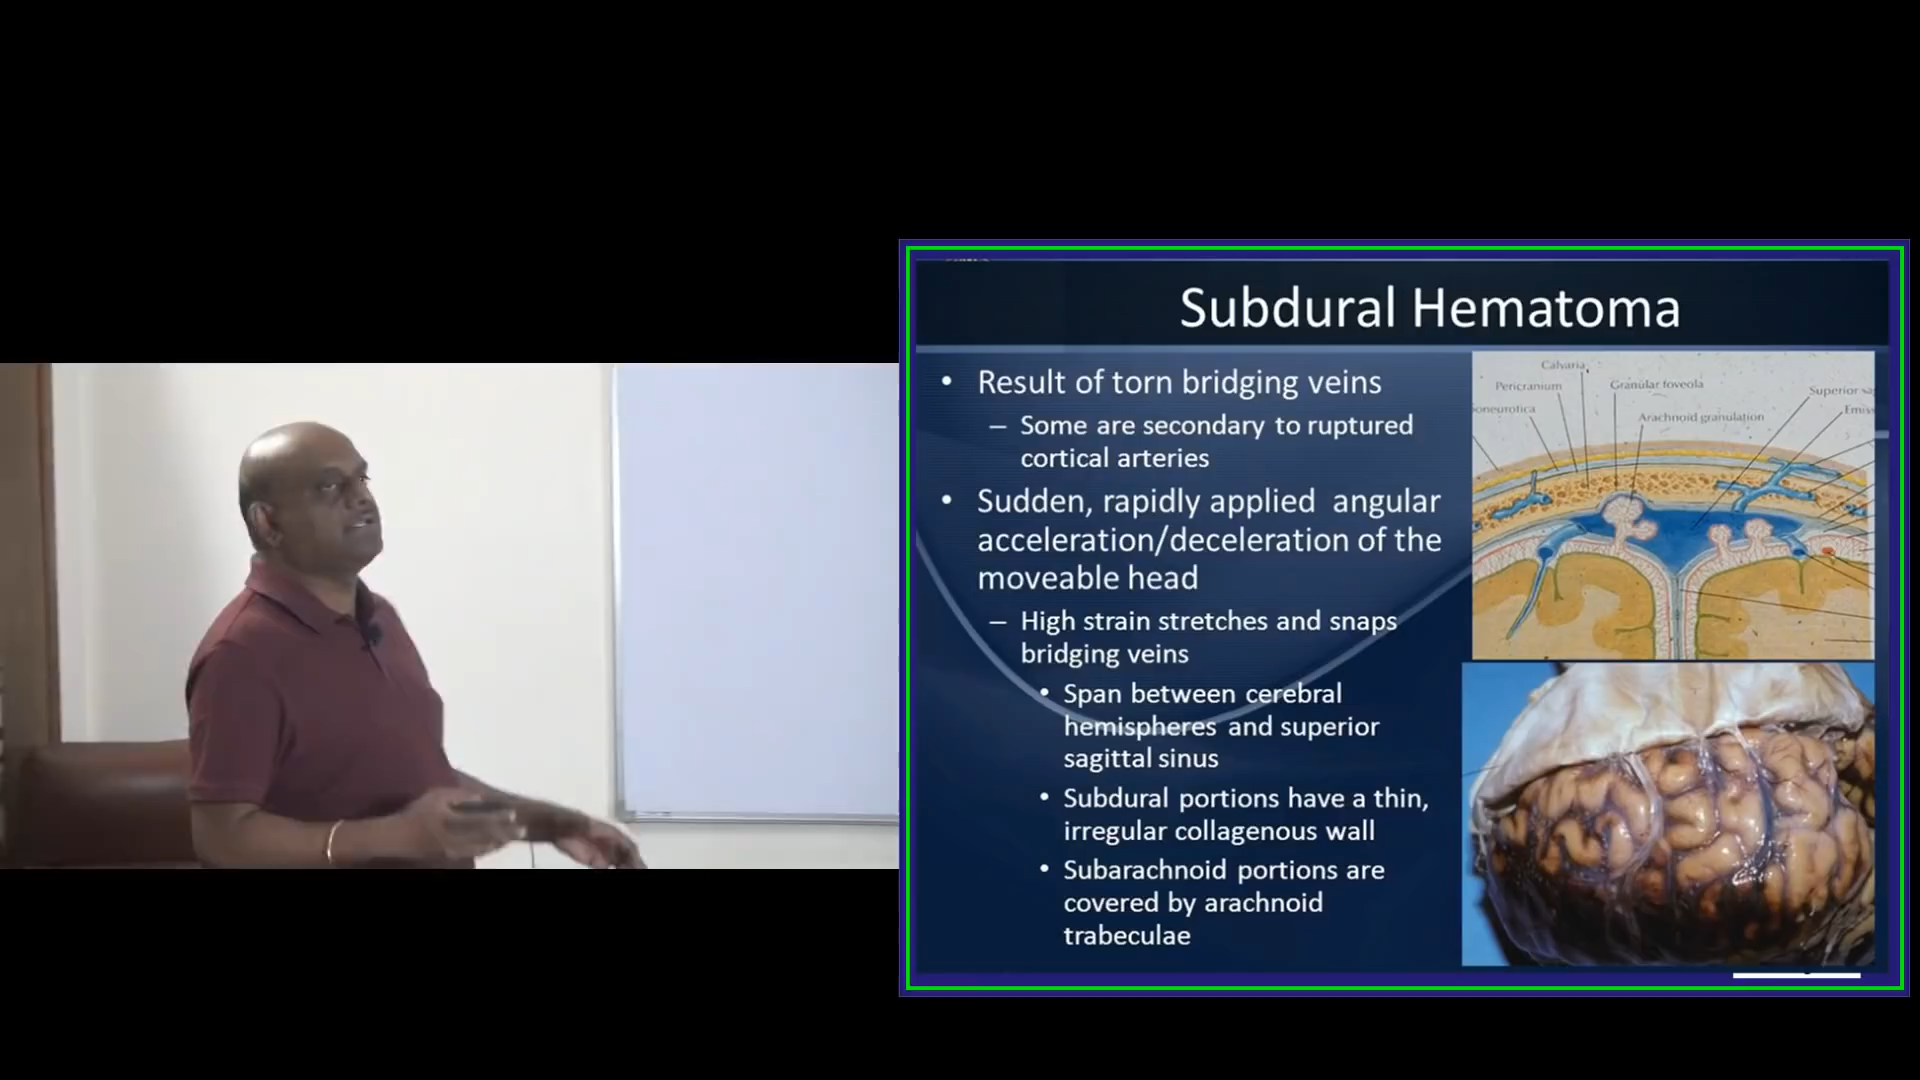 Subdural Hematoma
• Result of torn bridging veins
– Some are secondary to ruptured
cortical arteries
• Sudden, rapidly applied angular
acceleration/deceleration of the
moveable head
– High strain stretches and snaps
bridging veins
• Span between cerebral
hemispheres and superior
sagittal sinus
• Subdural portions have a thin,
irregular collagenous wall
• Subarachnoid portions are
covered by arachnoid
trabeculae
Calvaria
Pericranium
Granular foveola
Superior
Arachnoid granulation